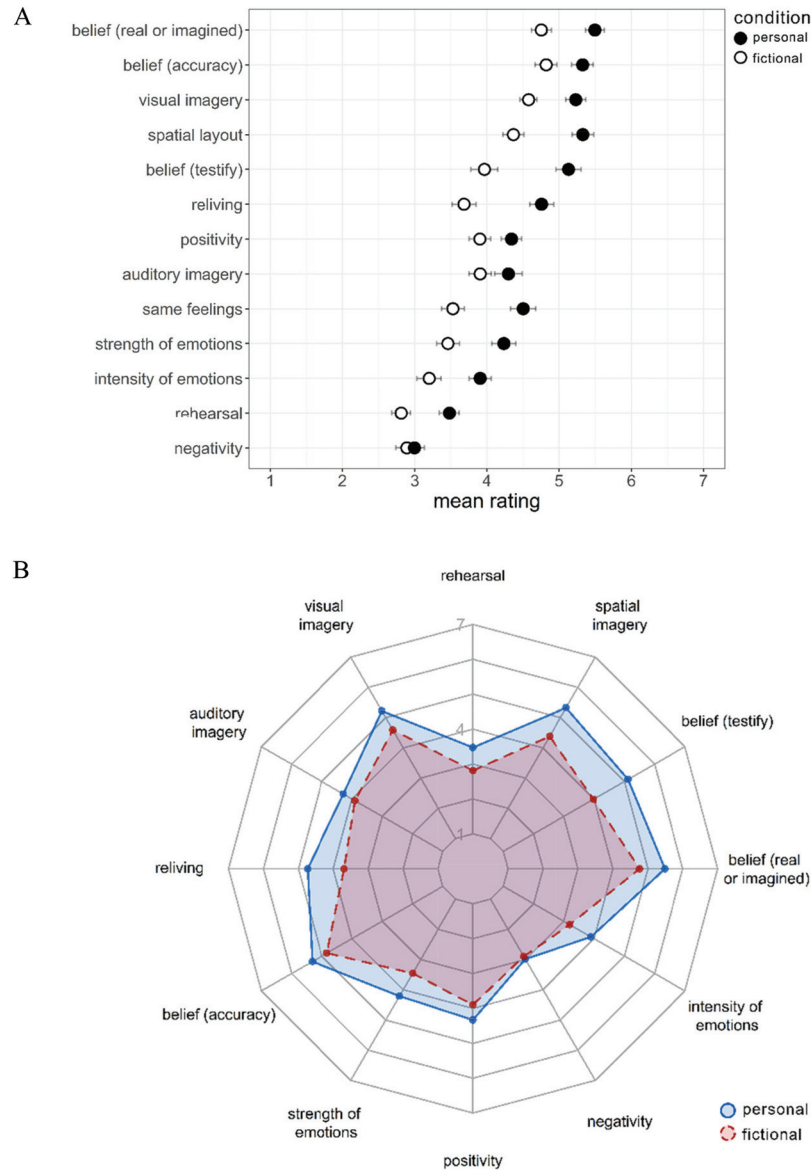 A
condition
personal
fictional
belief (real or imagined)
belief (accuracy)
visual imagery
spatial layout
belief (testify)
reliving
positivity
auditory imagery
same feelings
strength of emotions
intensity of emotions
rehearsal
negativity
1 2 3 4 5 6 7
mean rating
B
rehearsal
visual
imagery
spatial
imagery
7
auditory
imagery
belief (testify)
4
1
reliving
belief (real
or imagined)
belief (accuracy)
intensity of
emotions
strength of
emotions
negativity
positivity
personal
fictional